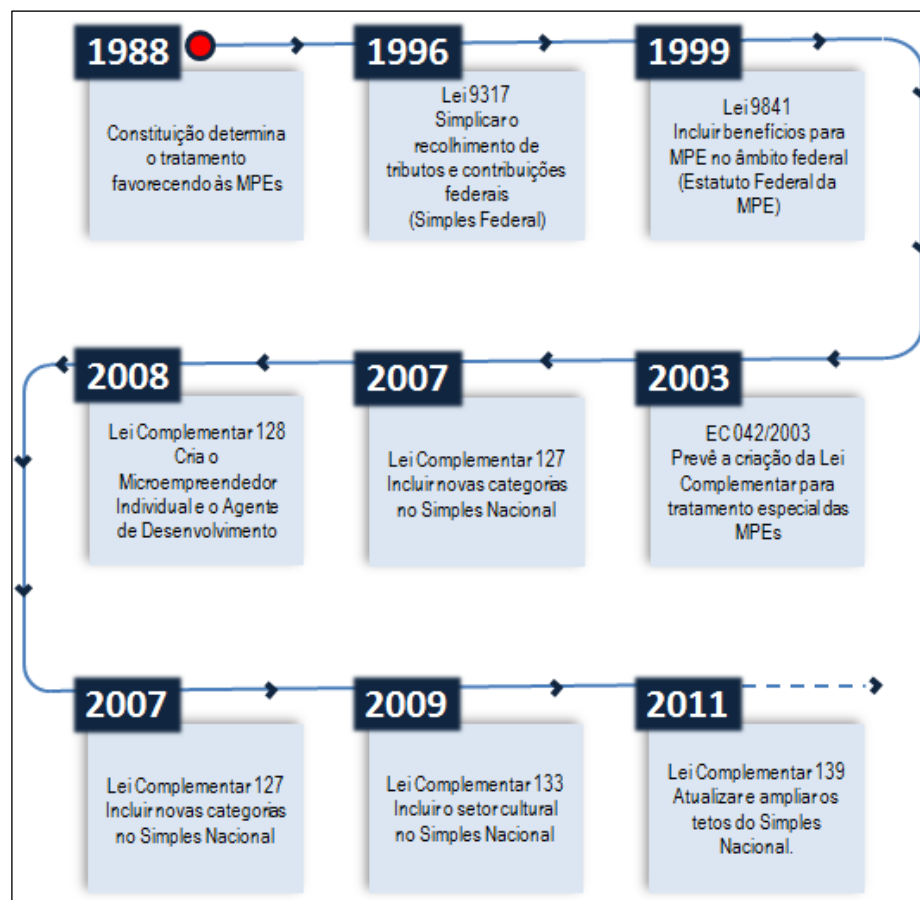 1988
Constituição determina
o tratamento
favorecendo às MPEs
1996
Lei 9317
Simplicar o
recolhimento de
tributos e contribuições
federais
(Simples Federal)
1999
Lei 9841
Incluir benefícios para
MPE no âmbito federal
(Estatuto Federal da
MPE)
2003
EC 042/2003
Prevê a criação da Lei
Complementar para
tratamento especial das
MPEs
2007
Lei Complementar 127
Incluir novas categorias
no Simples Nacional
2008
Lei Complementar 128
Cria o
Microempreendedor
Individual e o Agente
de Desenvolvimento
2007
Lei Complementar 127
Incluir novas categorias
no Simples Nacional
2009
Lei Complementar 133
Incluir o setor cultural
no Simples Nacional
2011
Lei Complementar 139
Atualizar e ampliar os
tetos do Simples
Nacional.